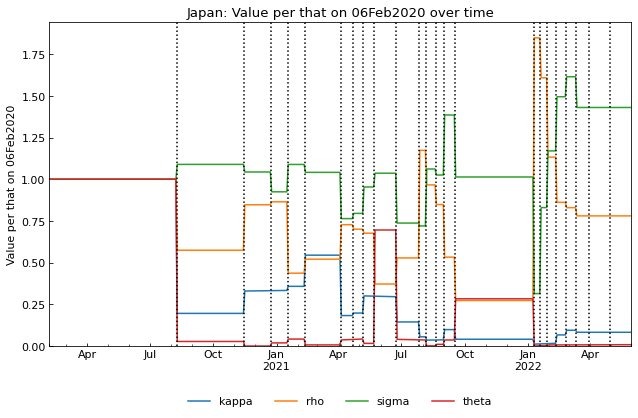 Japan: Value per that on 06Feb2020 over time
Value per that on 06Feb2020
1.75
1.50
1.25
1.00
0.75
0.50
0.25
0.00
Apr Jul Oct Jan Apr Jul Oct Jan Apr
2021 2022
kappa rho sigma theta